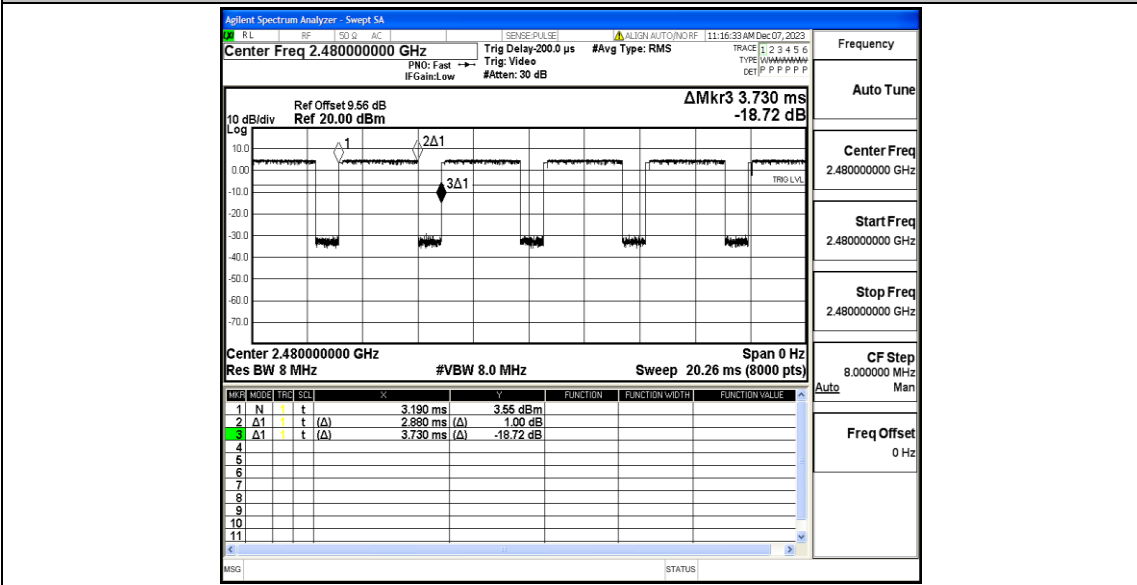 Agilent Spectrum Analyzer - Swept SA
RL RF 50 Ω AC SENSE:PULSE ALIGN AUTO/NO RF 11:16:33 AM Dec 07, 2023
Center Freq 2.480000000 GHz
PNO: Fast
IFGain:Low
Trig Delay-200.0 µs
Trig: Video
#Atten: 30 dB
#Avg Type: RMS
TRACE 1 2 3 4 5 6
TYPE
DET P P P P P P
Frequency
Auto Tune
Center Freq
2.480000000 GHz
Start Freq
2.480000000 GHz
Stop Freq
2.480000000 GHz
CF Step
8.000000 MHz
Auto Man
Freq Offset
0 Hz
ΔMkr3 3.730 ms
-18.72 dB
Ref Offset 9.56 dB
10 dB/div Ref 20.00 dBm
Log
10.0
0.00
-10.0
-20.0
-30.0
-40.0
-50.0
-60.0
-70.0
1
2Δ1
3Δ1
TRIG LVL
Center 2.480000000 GHz Span 0 Hz
Res BW 8 MHz #VBW 8.0 MHz Sweep 20.26 ms (8000 pts)
MKR MODE TRC SCL X Y FUNCTION FUNCTION WIDTH FUNCTION VALUE
1 N 1 t 3.190 ms 3.55 dBm
2 Δ1 1 t (Δ) 2.880 ms (Δ) 1.00 dB
3 Δ1 1 t (Δ) 3.730 ms (Δ) -18.72 dB
4
5
6
7
8
9
10
11
MSG STATUS